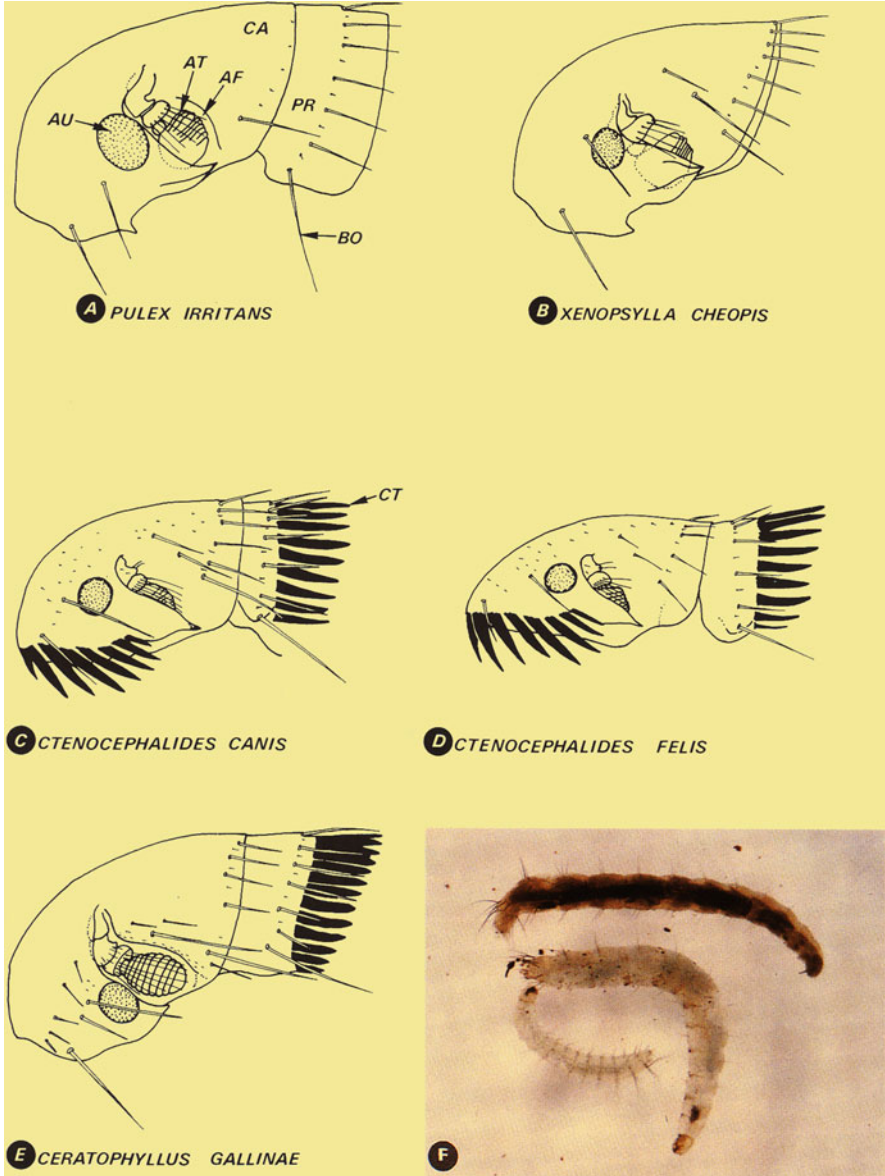 CA
AT
AF
AU
PR
BO
A PULEX IRRITANS
B XENOPSYLLA CHEOPIS
CT
C CTENOCEPHALIDES CANIS
D CTENOCEPHALIDES FELIS
E CERATOPHYLLUS GALLINAE
F